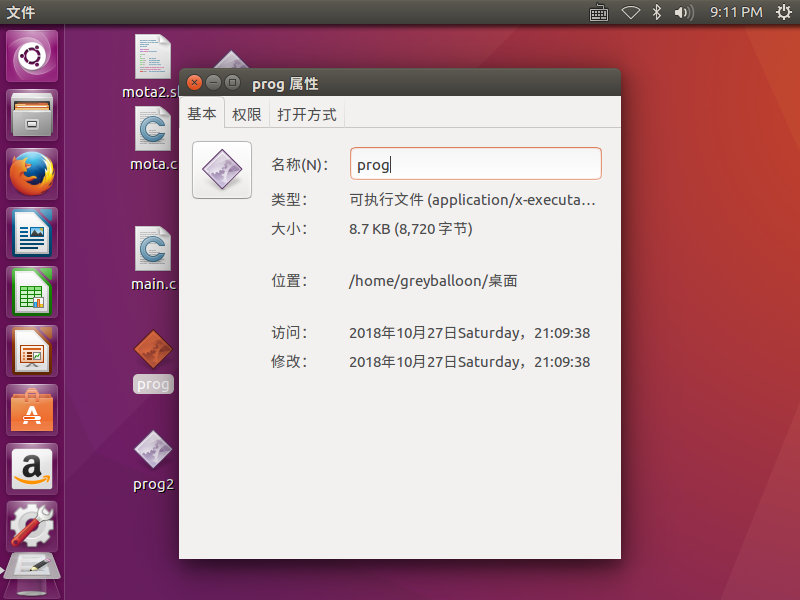 文件
9:11 PM
mota2.s
mota.c
main.c
prog
prog2
prog 属性
基本 权限 打开方式
名称(N)： prog
类型： 可执行文件 (application/x-executa…
大小： 8.7 KB (8,720 字节)
位置： /home/greyballoon/桌面
访问： 2018年10月27日Saturday，21:09:38
修改： 2018年10月27日Saturday，21:09:38